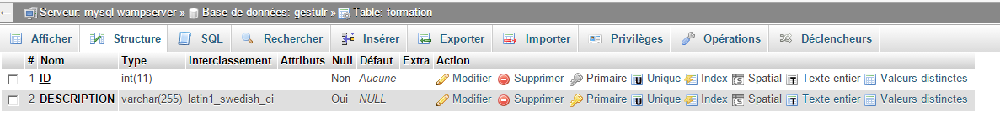 ← Serveur: mysql wampserver » Base de données: gestulr » Table: formation
Afficher Structure SQL Rechercher Insérer Exporter Importer Privilèges Opérations Déclencheurs
# Nom Type Interclassement Attributs Null Défaut Extra Action
1 ID int(11) Non Aucune Modifier Supprimer Primaire Unique Index Spatial Texte entier Valeurs distinctes
2 DESCRIPTION varchar(255) latin1_swedish_ci Oui NULL Modifier Supprimer Primaire Unique Index Spatial Texte entier Valeurs distinctes